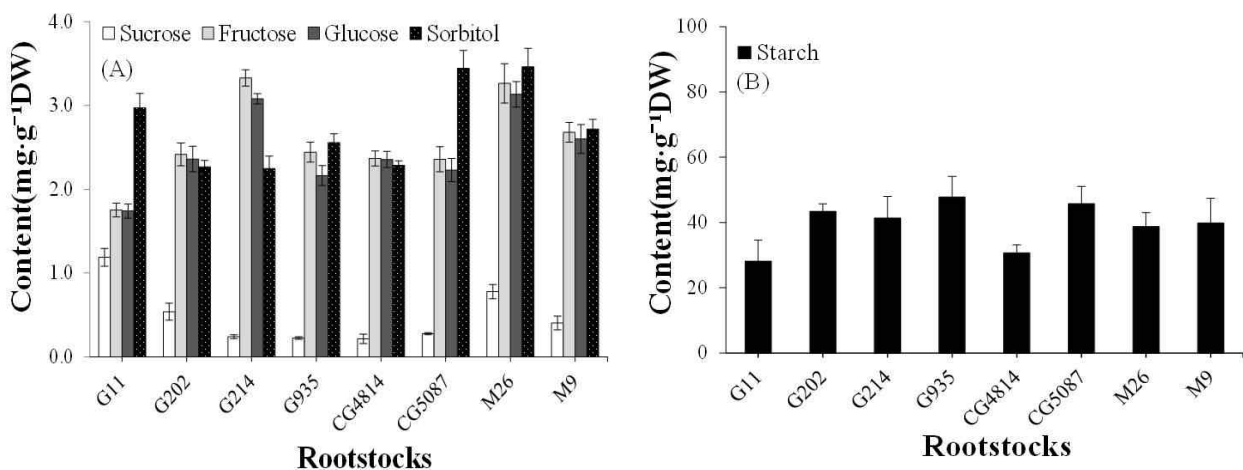 Content(mg·g⁻¹DW)
4.0
3.0
2.0
1.0
0.0
Sucrose Fructose Glucose Sorbitol
(A)
G11 G202 G214 G935 CG4814 CG5087 M26 M9
Rootstocks
Content(mg·g⁻¹DW)
100
80
60
40
20
0
Starch
(B)
G11 G202 G214 G935 CG4814 CG5087 M26 M9
Rootstocks